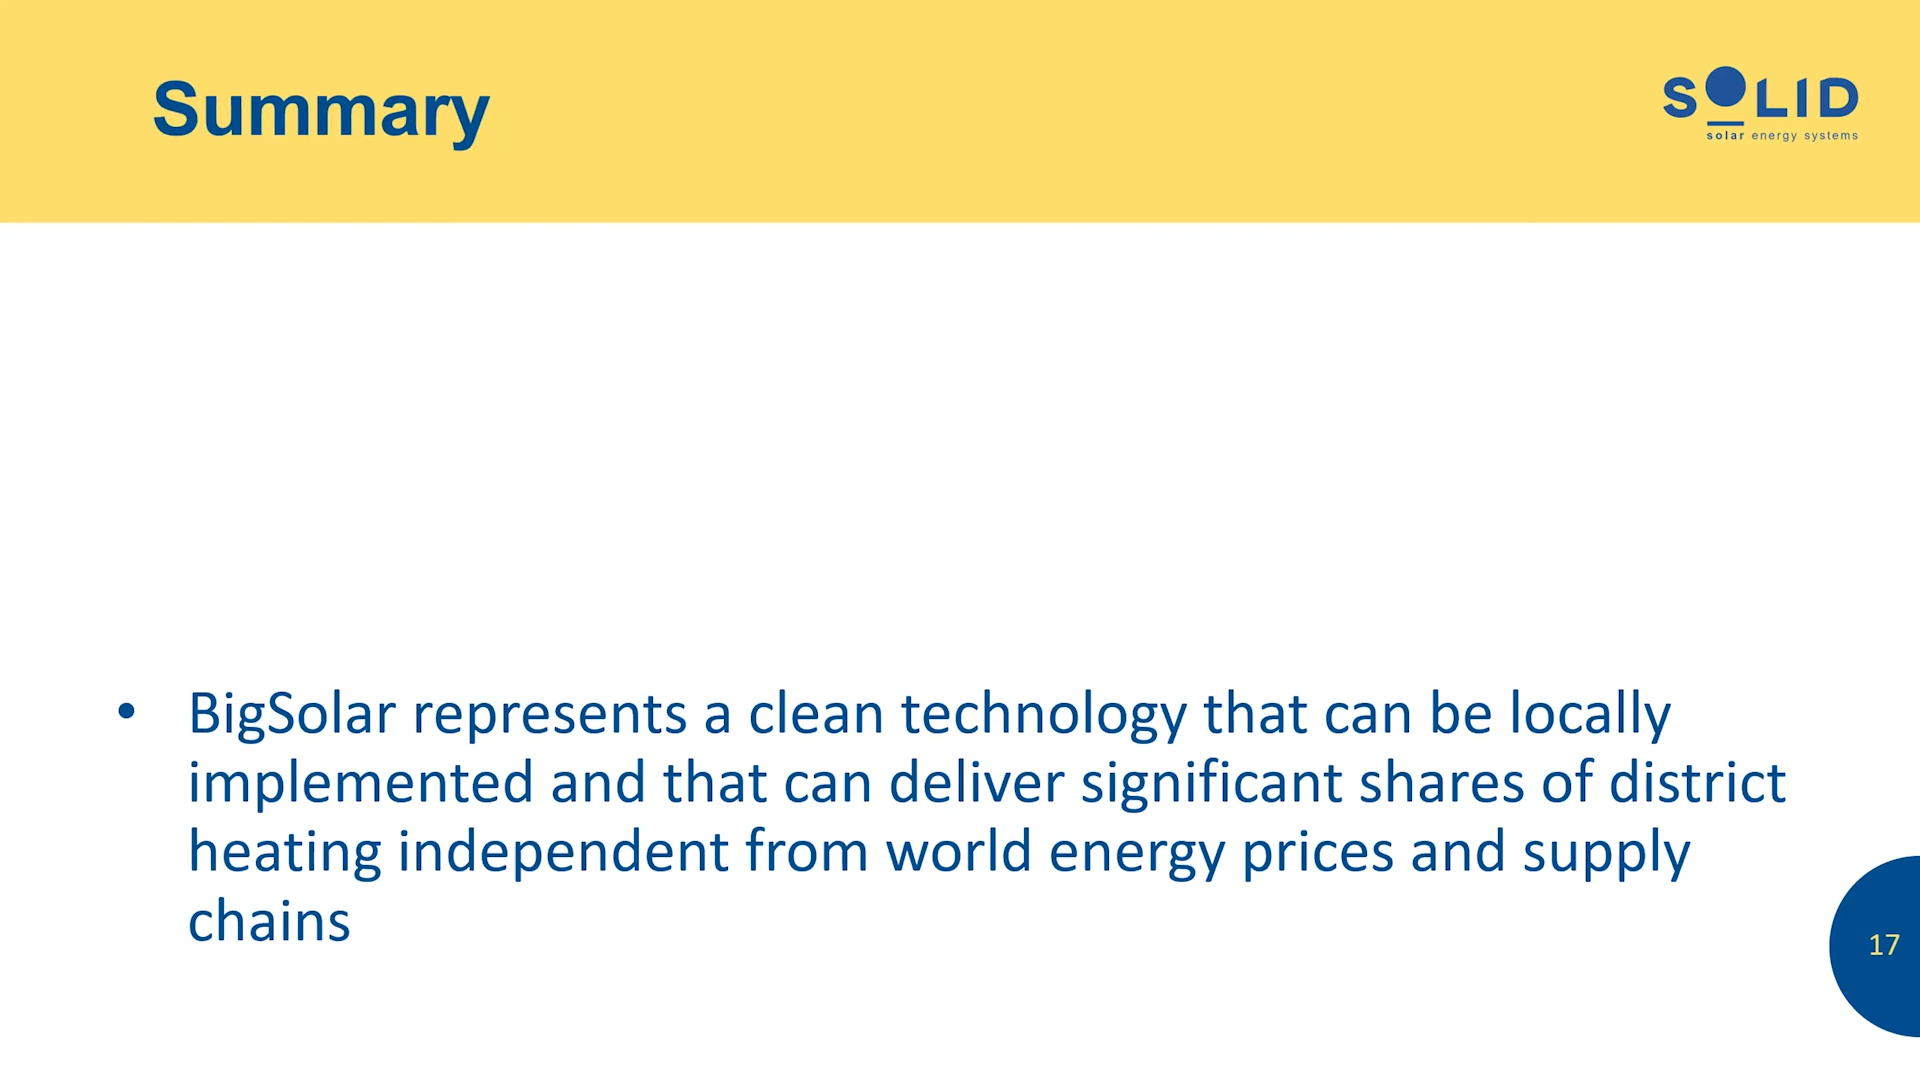 Summary
SOLID
solar energy systems
• BigSolar represents a clean technology that can be locally
implemented and that can deliver significant shares of district
heating independent from world energy prices and supply
chains
17